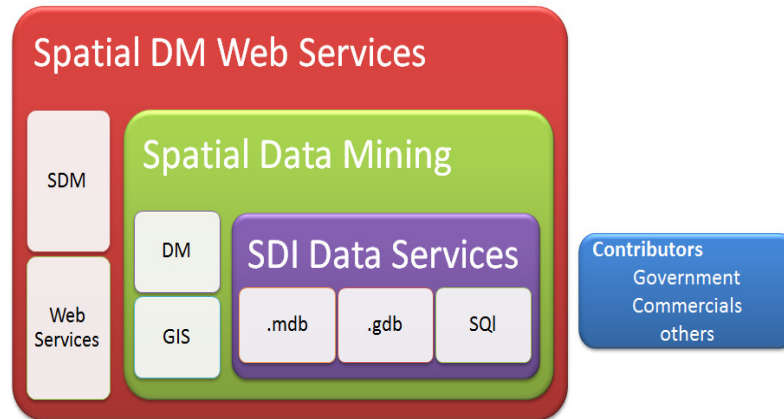 Spatial DM Web Services
SDM
Web
Services
Spatial Data Mining
DM
GIS
SDI Data Services
.mdb
.gdb
SQl
Contributors
Government
Commercials
others